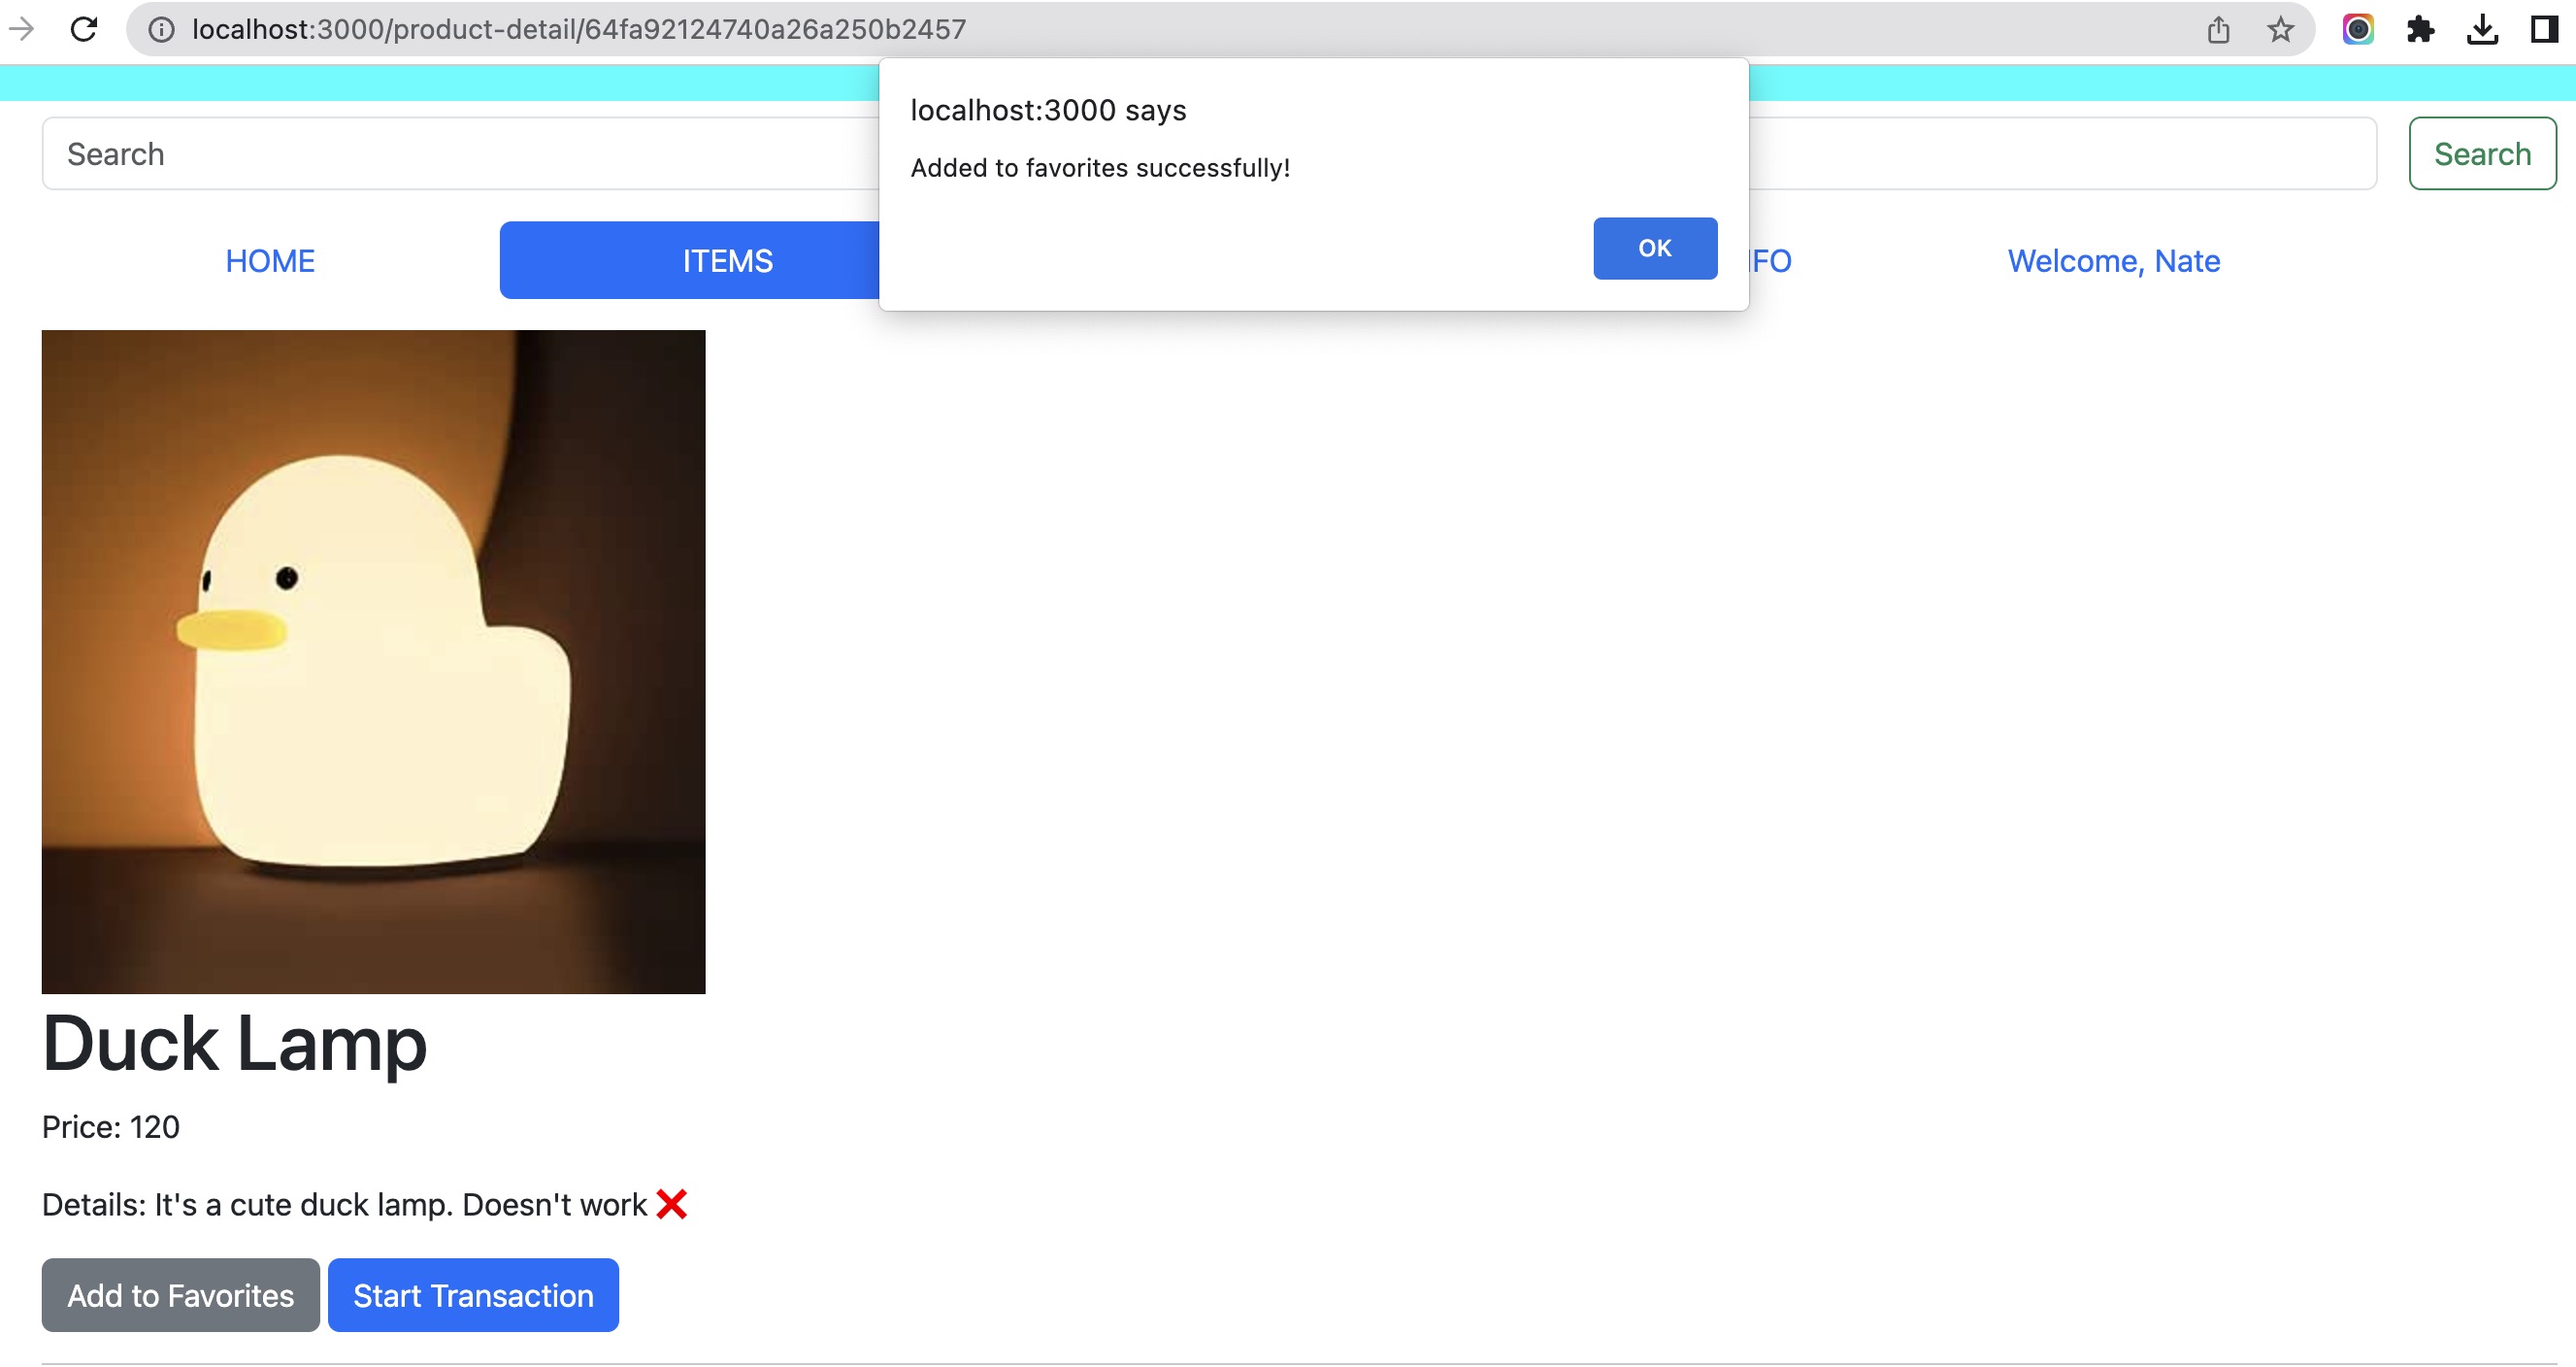 localhost:3000/product-detail/64fa92124740a26a250b2457
localhost:3000 says
Added to favorites successfully!
OK
Search
Search
HOME
ITEMS
FO
Welcome, Nate
Duck Lamp
Price: 120
Details: It's a cute duck lamp. Doesn't work ❌
Add to Favorites
Start Transaction